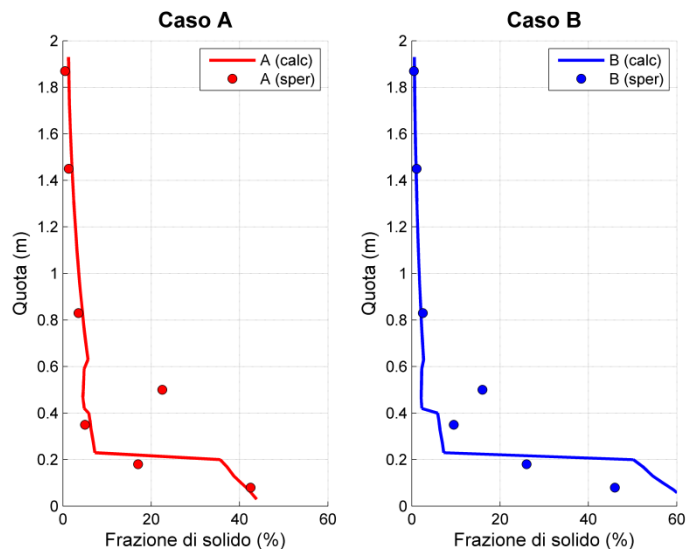 Caso A
A (calc)
A (sper)
Quota (m)
2
1.8
1.6
1.4
1.2
1
0.8
0.6
0.4
0.2
0
0 20 40 60
Frazione di solido (%)
Caso B
B (calc)
B (sper)
Quota (m)
2
1.8
1.6
1.4
1.2
1
0.8
0.6
0.4
0.2
0
0 20 40 60
Frazione di solido (%)